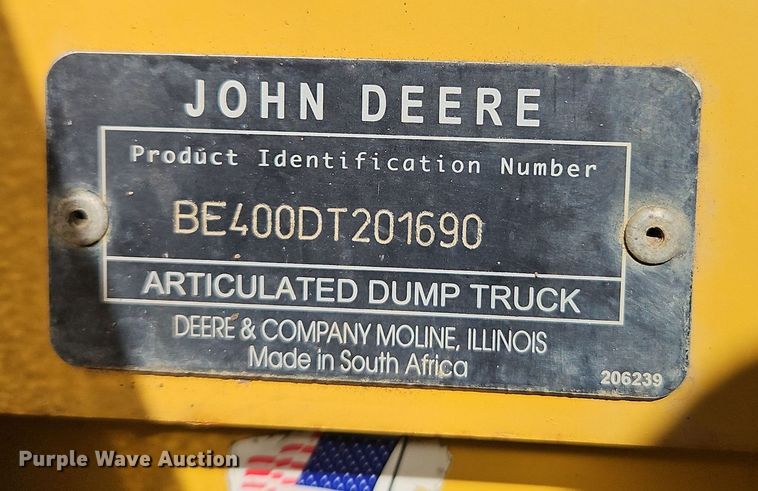 JOHN DEERE
Product Identification Number
BE400DT201690
ARTICULATED DUMP TRUCK
DEERE & COMPANY MOLINE, ILLINOIS
Made in South Africa
206239
Purple Wave Auction